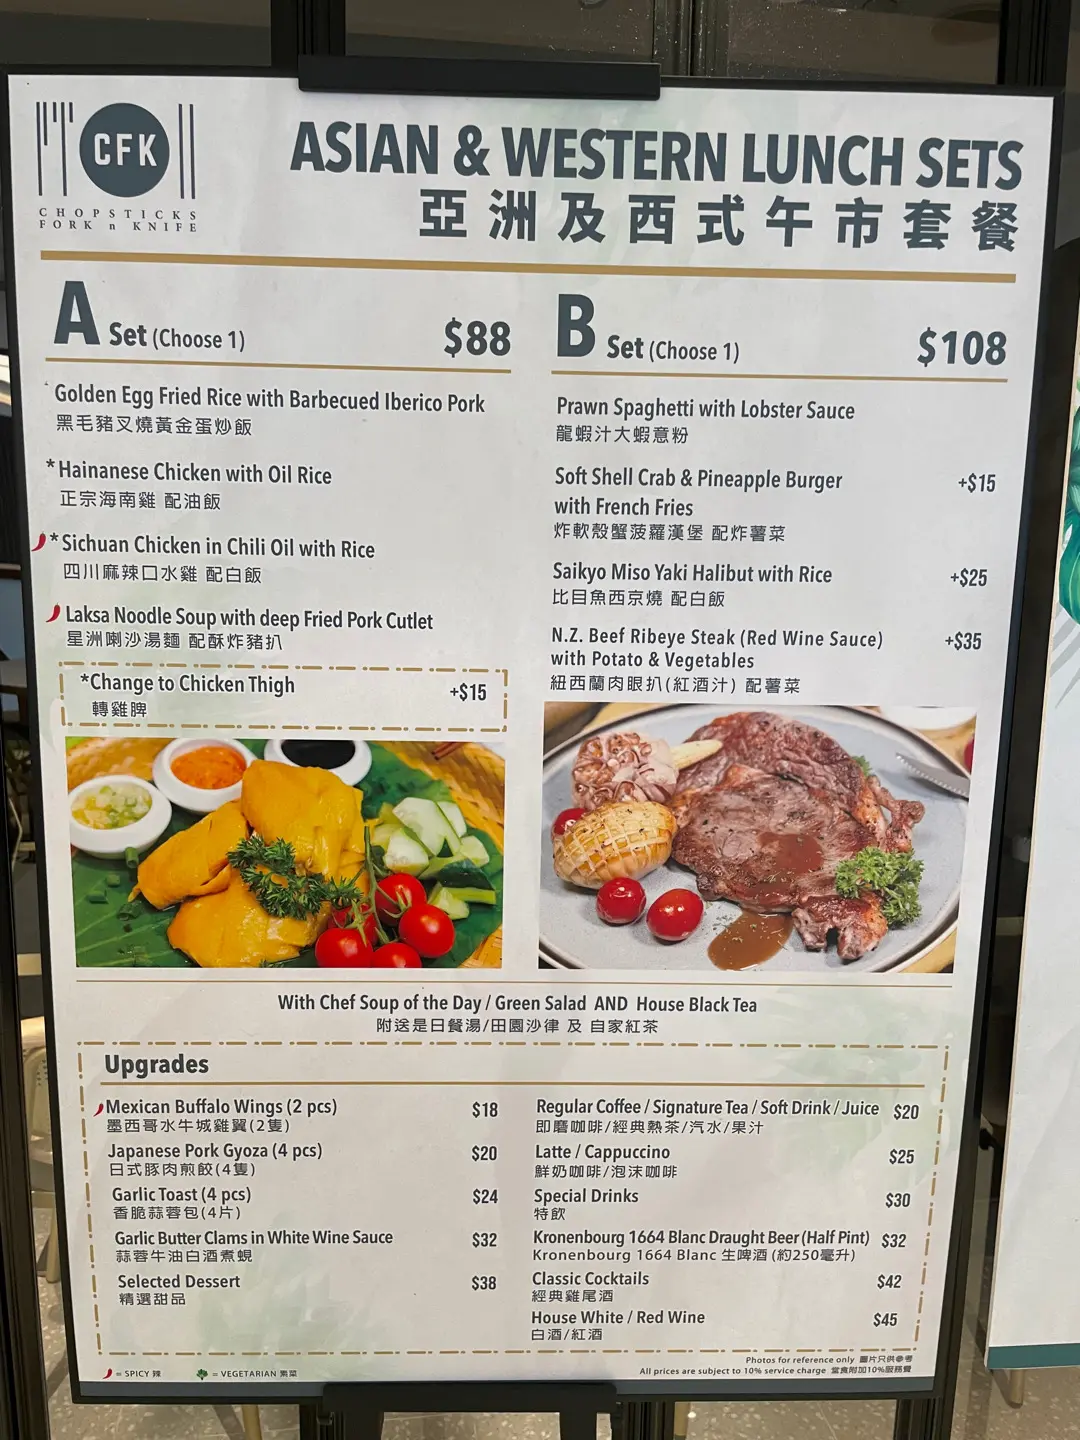 CFK
CHOPSTICKS
FORK n KNIFE
ASIAN & WESTERN LUNCH SETS
亞洲及西式午市套餐
A Set (Choose 1) $88
Golden Egg Fried Rice with Barbecued Iberico Pork
黑毛豬叉燒黃金蛋炒飯
*Hainanese Chicken with Oil Rice
正宗海南雞 配油飯
*Sichuan Chicken in Chili Oil with Rice
四川麻辣口水雞 配白飯
Laksa Noodle Soup with deep Fried Pork Cutlet
星洲喇沙湯麵 配酥炸豬扒
*Change to Chicken Thigh +$15
轉雞髀
B Set (Choose 1) $108
Prawn Spaghetti with Lobster Sauce
龍蝦汁大蝦意粉
Soft Shell Crab & Pineapple Burger +$15
with French Fries
炸軟殼蟹菠蘿漢堡 配炸薯菜
Saikyo Miso Yaki Halibut with Rice +$25
比目魚西京燒 配白飯
N.Z. Beef Ribeye Steak (Red Wine Sauce) +$35
with Potato & Vegetables
紐西蘭肉眼扒(紅酒汁) 配薯菜
With Chef Soup of the Day / Green Salad AND House Black Tea
附送是日餐湯/田園沙律 及 自家紅茶
Upgrades
Mexican Buffalo Wings (2 pcs) $18
墨西哥水牛城雞翼(2隻)
Japanese Pork Gyoza (4 pcs) $20
日式豚肉煎餃(4隻)
Garlic Toast (4 pcs) $24
香脆蒜蓉包(4片)
Garlic Butter Clams in White Wine Sauce $32
蒜蓉牛油白酒煮蜆
Selected Dessert $38
精選甜品
Regular Coffee / Signature Tea / Soft Drink / Juice $20
即磨咖啡/經典熱茶/汽水/果汁
Latte / Cappuccino $25
鮮奶咖啡/泡沫咖啡
Special Drinks $30
特飲
Kronenbourg 1664 Blanc Draught Beer (Half Pint) $32
Kronenbourg 1664 Blanc 生啤酒 (約250毫升)
Classic Cocktails $42
經典雞尾酒
House White / Red Wine $45
白酒/紅酒
= SPICY 辣 = VEGETARIAN 素菜
Photos for reference only 圖片只供參考
All prices are subject to 10% service charge 堂食附加10%服務費